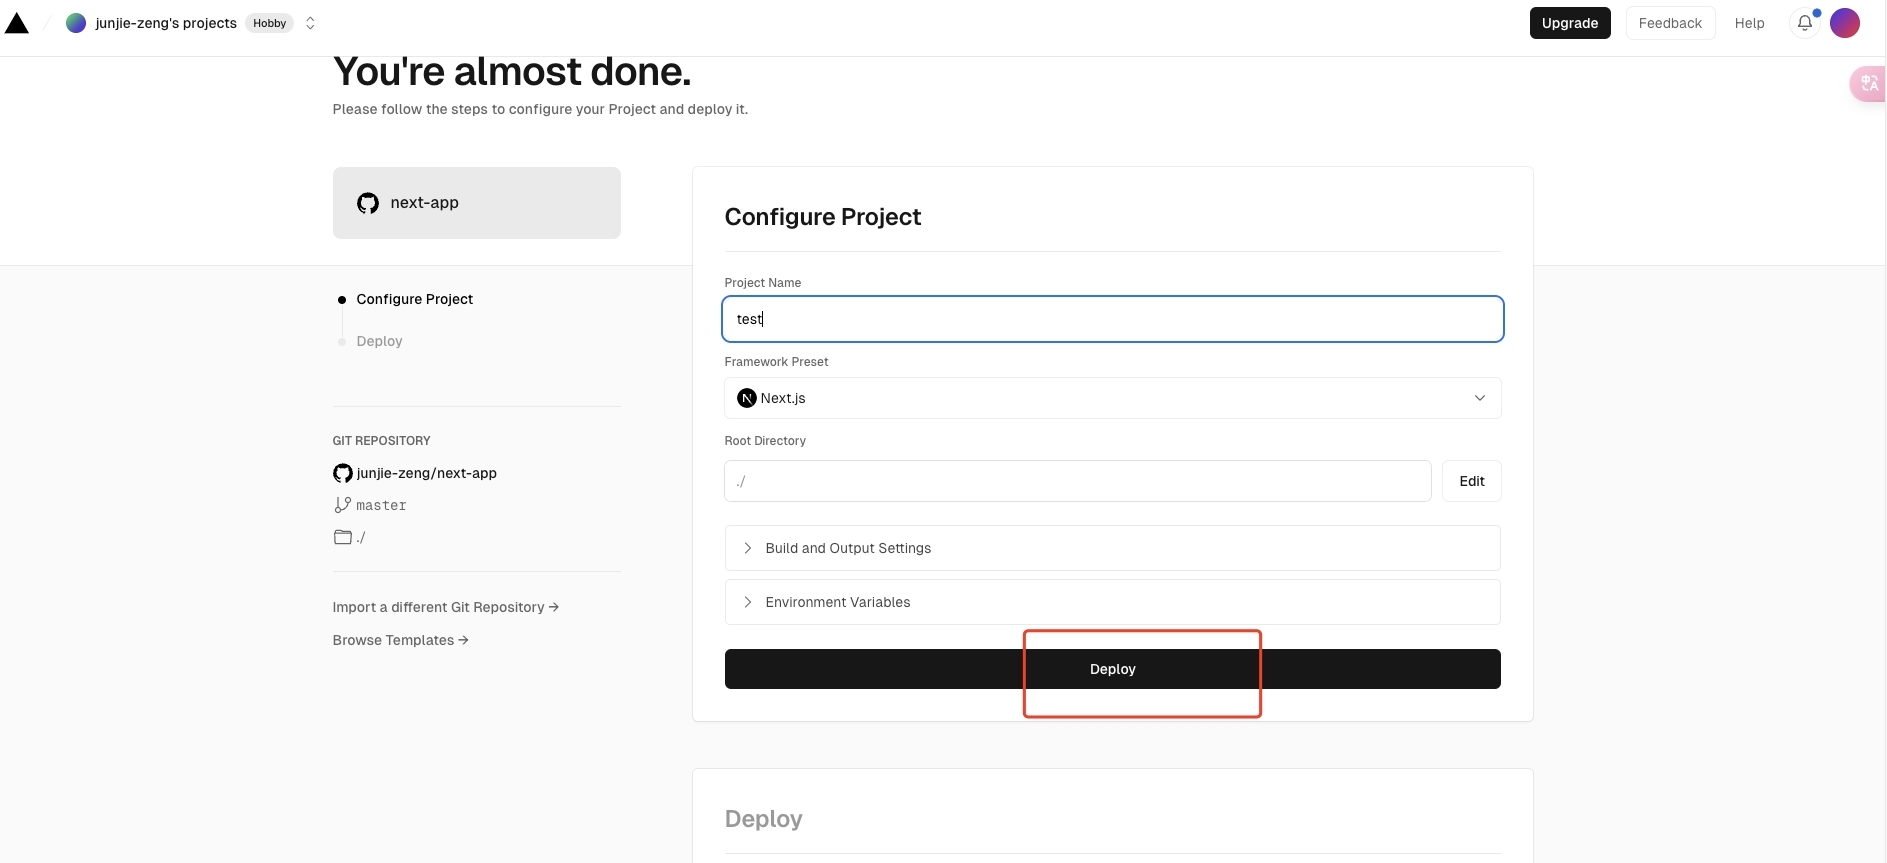 junjie-zeng's projects Hobby
Upgrade
Feedback
Help
You're almost done.
Please follow the steps to configure your Project and deploy it.
next-app
Configure Project
Deploy
GIT REPOSITORY
junjie-zeng/next-app
master
./
Import a different Git Repository →
Browse Templates →
Configure Project
Project Name
test
Framework Preset
N Next.js
Root Directory
./
Edit
Build and Output Settings
Environment Variables
Deploy
Deploy
中A